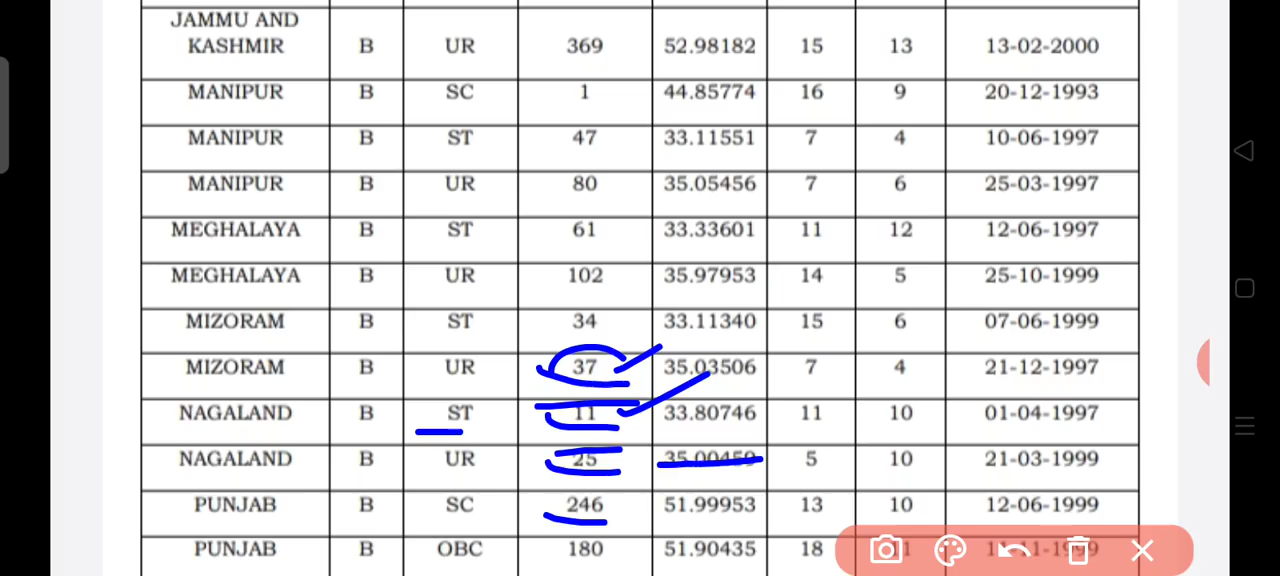 JAMMU AND
KASHMIR B UR 369 52.98182 15 13 13-02-2000
MANIPUR B SC 1 44.85774 16 9 20-12-1993
MANIPUR B ST 47 33.11551 7 4 10-06-1997
MANIPUR B UR 80 35.05456 7 6 25-03-1997
MEGHALAYA B ST 61 33.33601 11 12 12-06-1997
MEGHALAYA B UR 102 35.97953 14 5 25-10-1999
MIZORAM B ST 34 33.11340 15 6 07-06-1999
MIZORAM B UR 37 35.03506 7 4 21-12-1997
NAGALAND B ST 11 33.80746 11 10 01-04-1997
NAGALAND B UR 25 35.00459 5 10 21-03-1999
PUNJAB B SC 246 51.99953 13 10 12-06-1999
PUNJAB B OBC 180 51.90435 18 11 11-11-1999